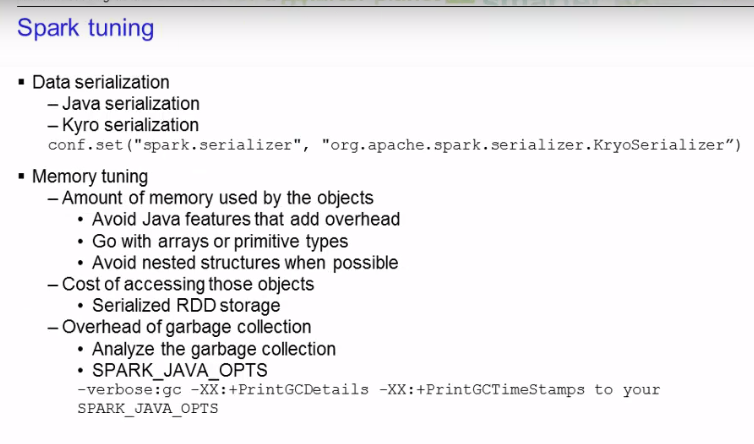 Spark tuning
▪ Data serialization
– Java serialization
– Kyro serialization
conf.set("spark.serializer", "org.apache.spark.serializer.KryoSerializer”)
▪ Memory tuning
– Amount of memory used by the objects
• Avoid Java features that add overhead
• Go with arrays or primitive types
• Avoid nested structures when possible
– Cost of accessing those objects
• Serialized RDD storage
– Overhead of garbage collection
• Analyze the garbage collection
• SPARK_JAVA_OPTS
-verbose:gc -XX:+PrintGCDetails -XX:+PrintGCTimeStamps to your
SPARK_JAVA_OPTS